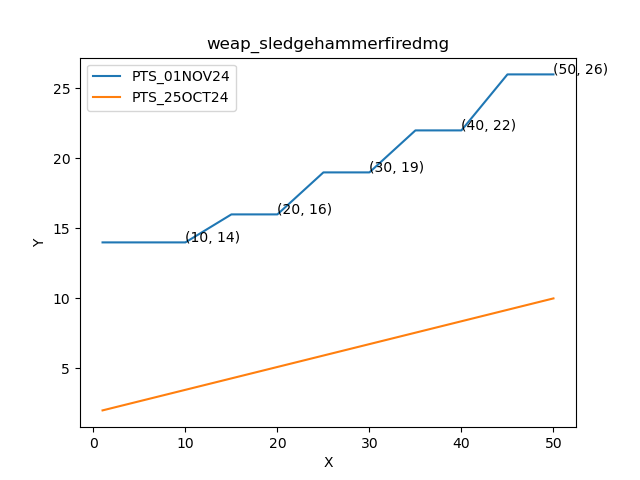 weap_sledgehammerfiredmg
PTS_01NOV24
PTS_25OCT24
(50, 26)
(40, 22)
(30, 19)
(20, 16)
(10, 14)
25
20
15
10
5
Y
0 10 20 30 40 50
X